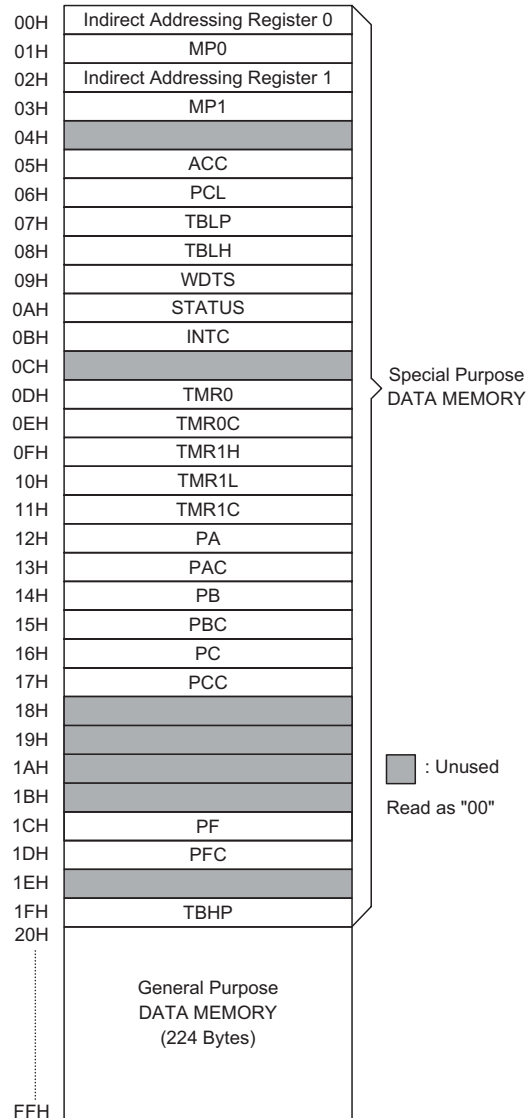 00H Indirect Addressing Register 0
01H MP0
02H Indirect Addressing Register 1
03H MP1
04H
05H ACC
06H PCL
07H TBLP
08H TBLH
09H WDTS
0AH STATUS
0BH INTC
0CH
0DH TMR0
0EH TMR0C
0FH TMR1H
10H TMR1L
11H TMR1C
12H PA
13H PAC
14H PB
15H PBC
16H PC
17H PCC
18H
19H
1AH
1BH
1CH PF
1DH PFC
1EH
1FH TBHP
20H
General Purpose
DATA MEMORY
(224 Bytes)
FFH
Special Purpose
DATA MEMORY
: Unused
Read as "00"